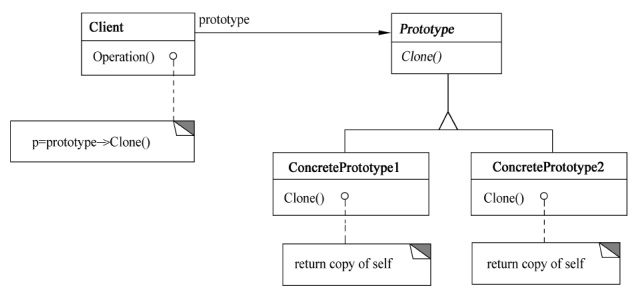 Client
prototype
Prototype
Operation()
Clone()
p=prototype->Clone()
ConcretePrototype1
ConcretePrototype2
Clone()
Clone()
return copy of self
return copy of self